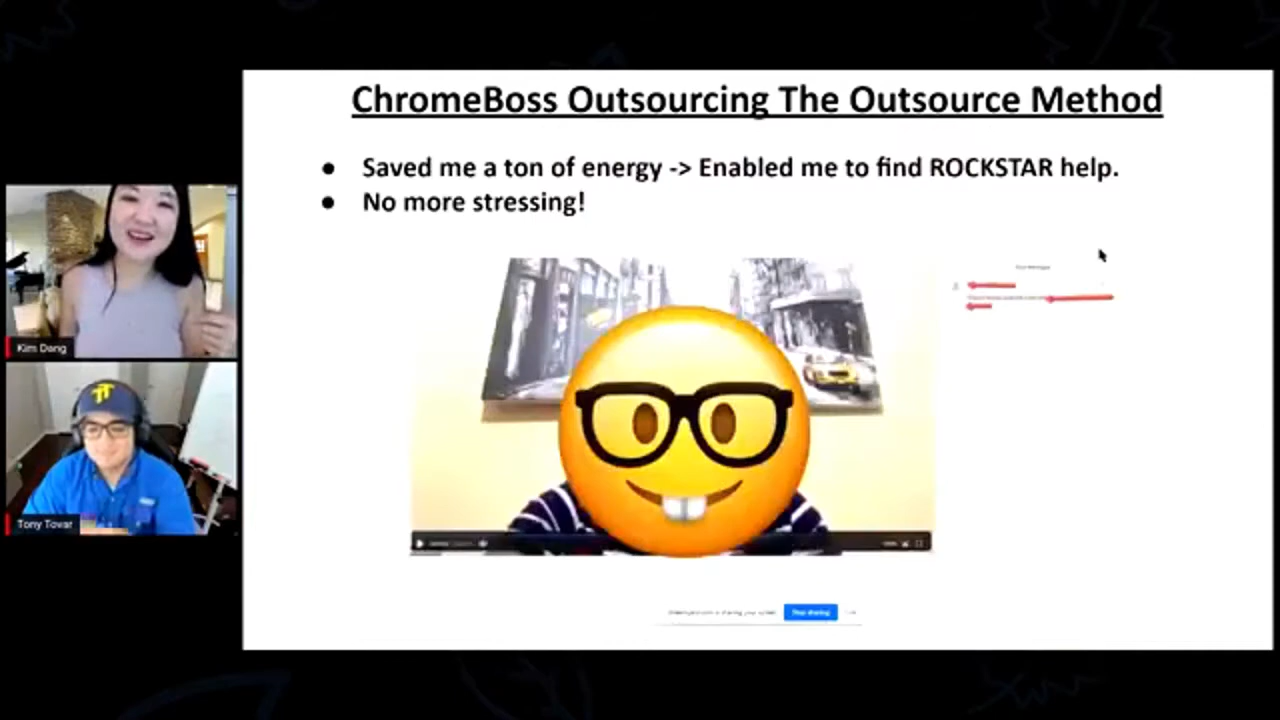 ChromeBoss Outsourcing The Outsource Method
● Saved me a ton of energy -> Enabled me to find ROCKSTAR help.
● No more stressing!
Kim Dang
Tony Tovar
Stop sharing